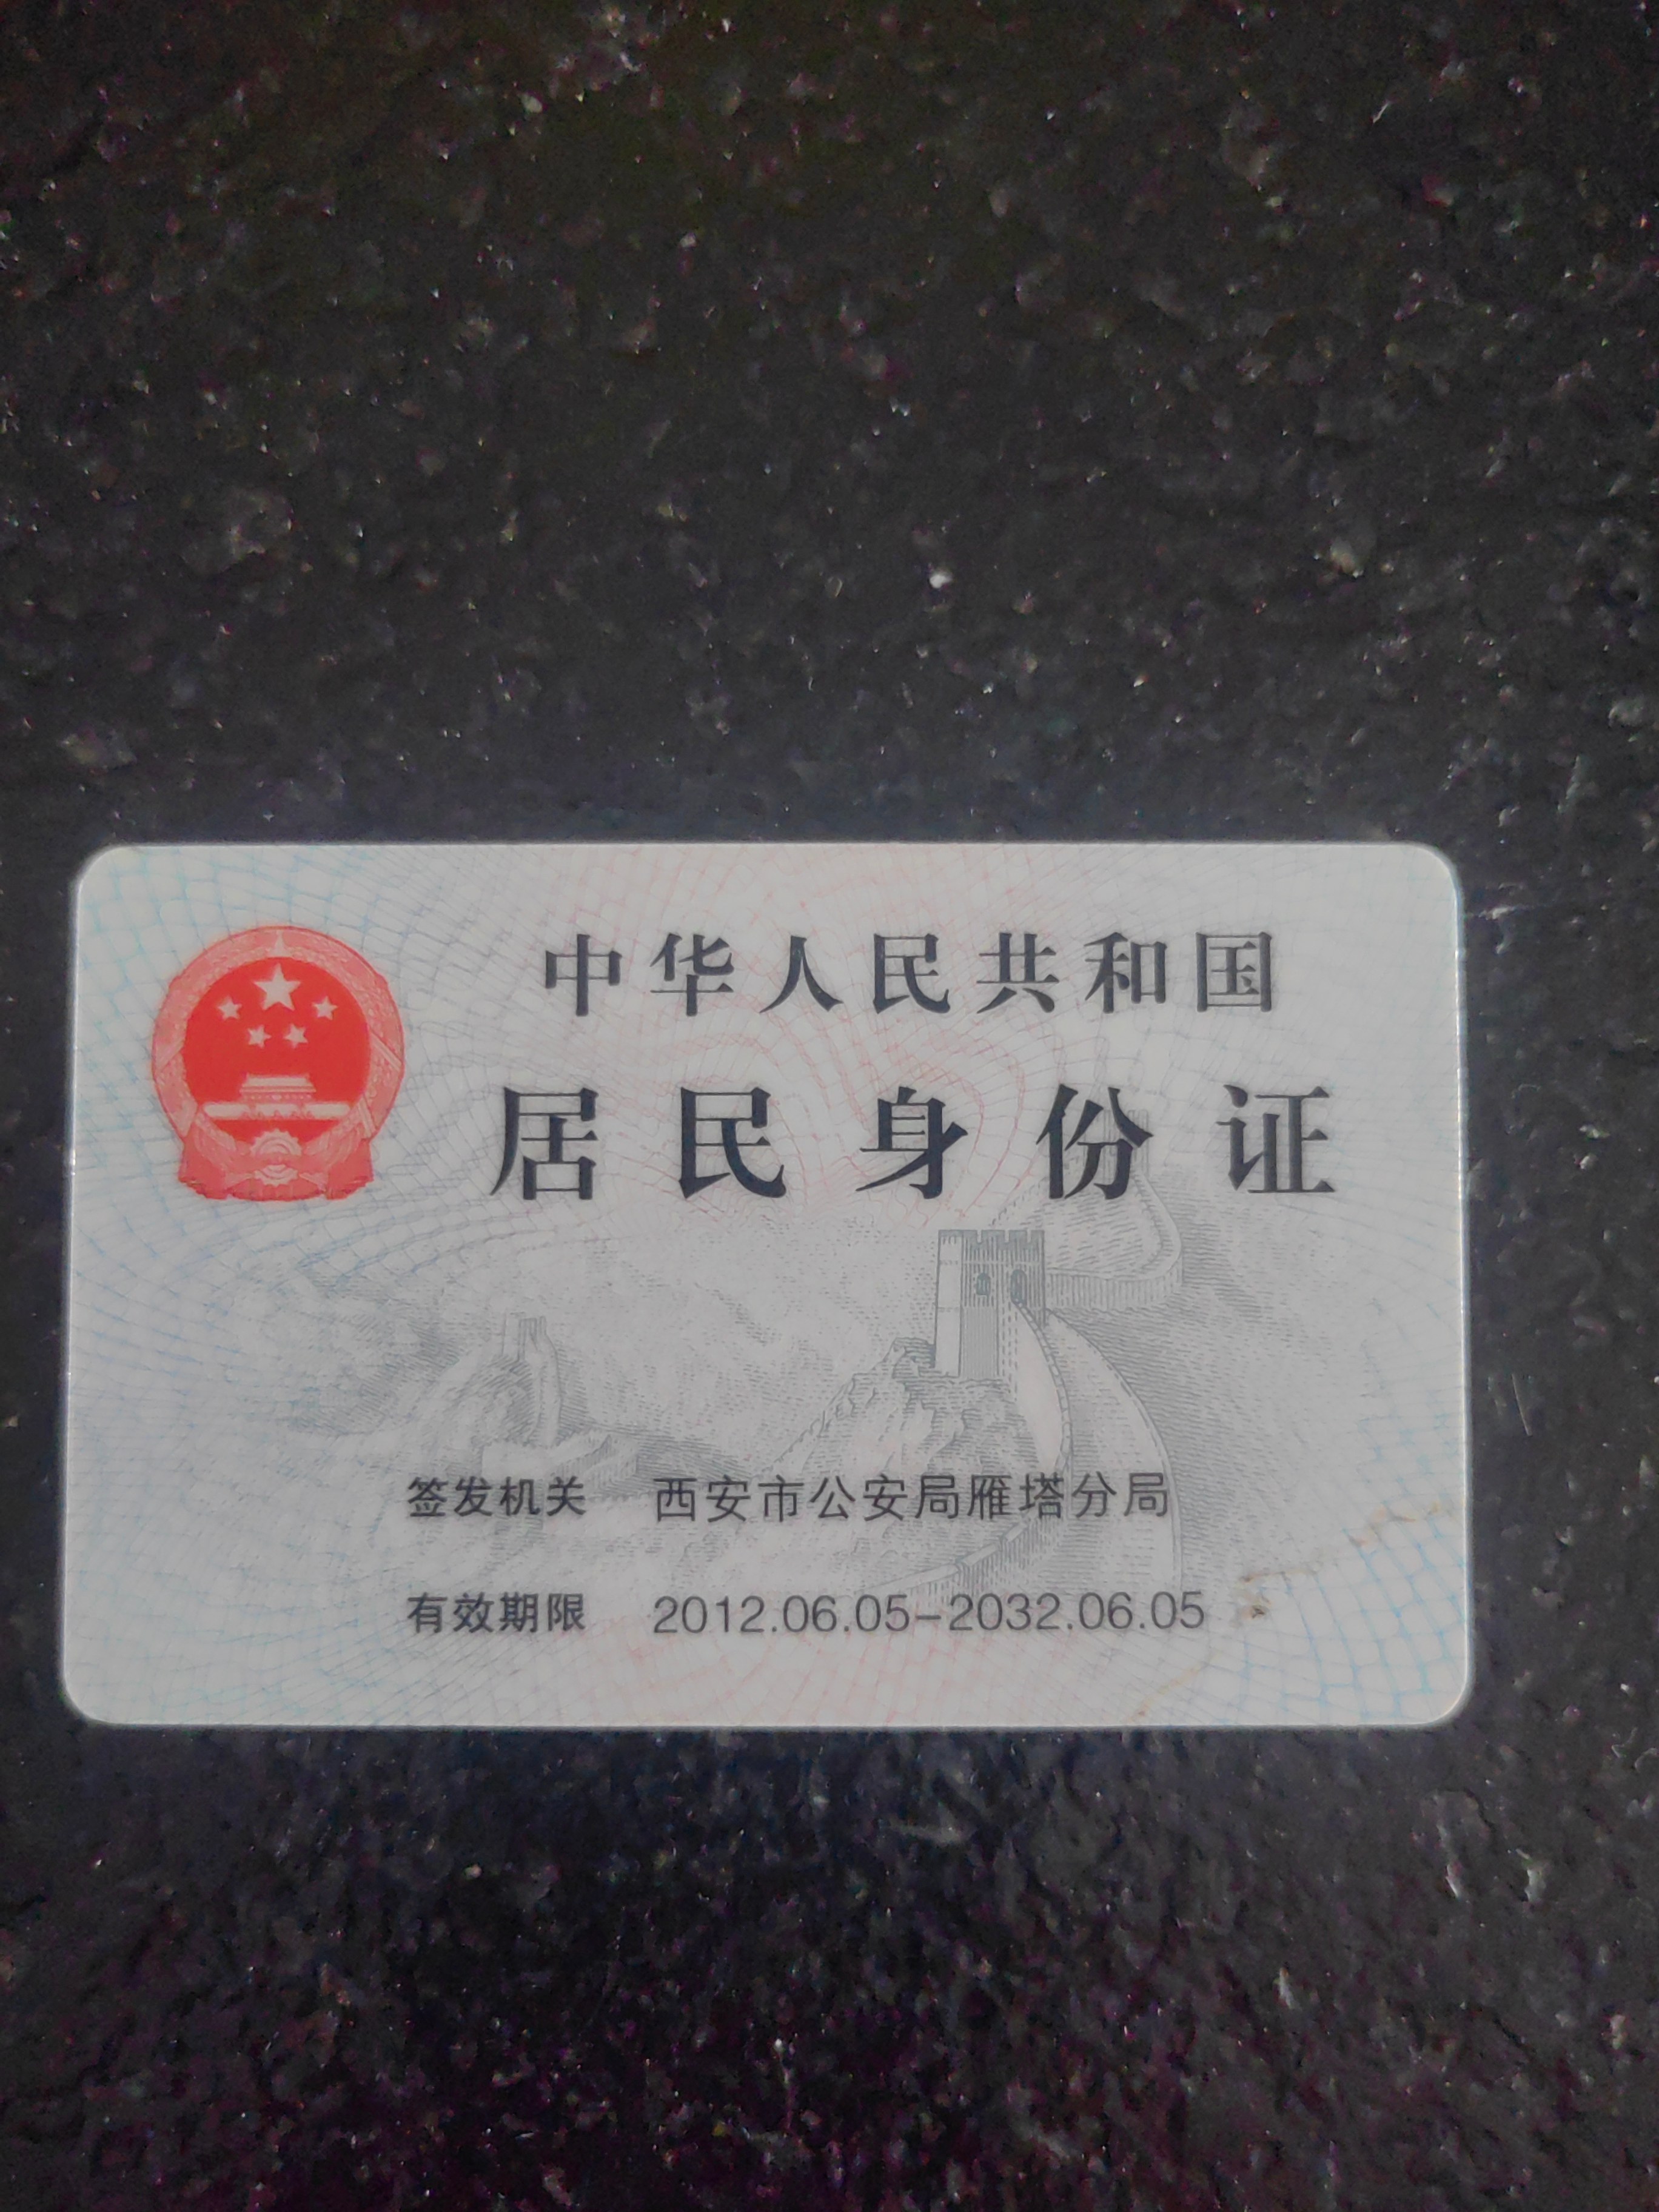 中华人民共和国
居民身份证
签发机关 西安市公安局雁塔分局
有效期限 2012.06.05-2032.06.05